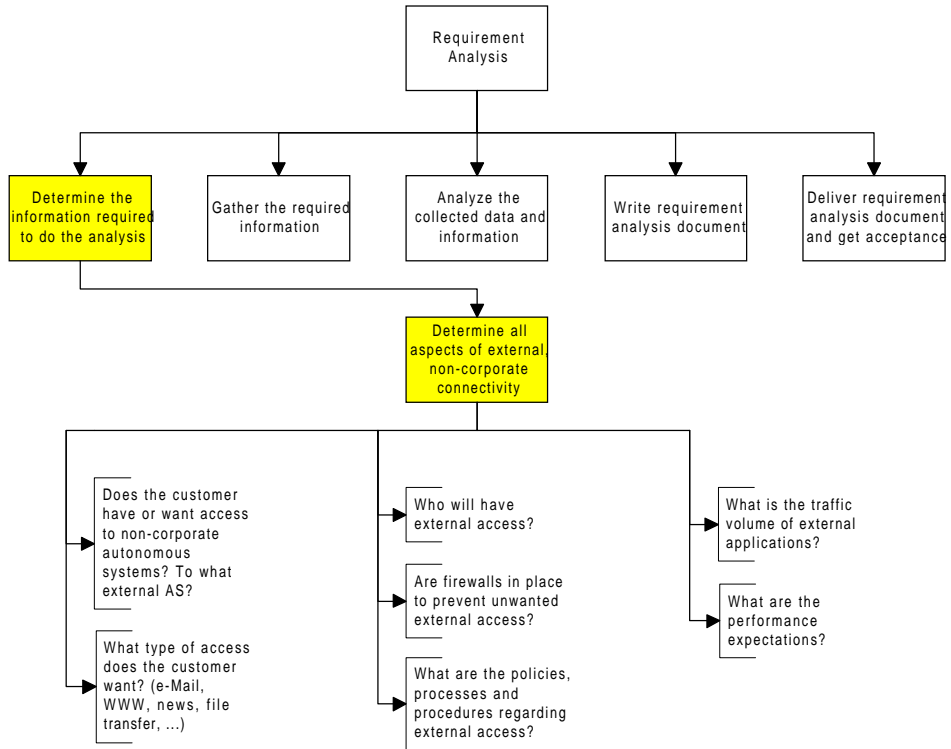 Requirement
Analysis
Determine the
information required
to do the analysis
Gather the required
information
Analyze the
collected data and
information
Write requirement
analysis document
Deliver requirement
analysis document
and get acceptance
Determine all
aspects of external,
non-corporate
connectivity
Does the customer
have or want access
to non-corporate
autonomous
systems? To what
external AS?
What type of access
does the customer
want? (e-Mail,
WWW, news, file
transfer, ...)
Who will have
external access?
Are firewalls in place
to prevent unwanted
external access?
What are the policies,
processes and
procedures regarding
external access?
What is the traffic
volume of external
applications?
What are the
performance
expectations?